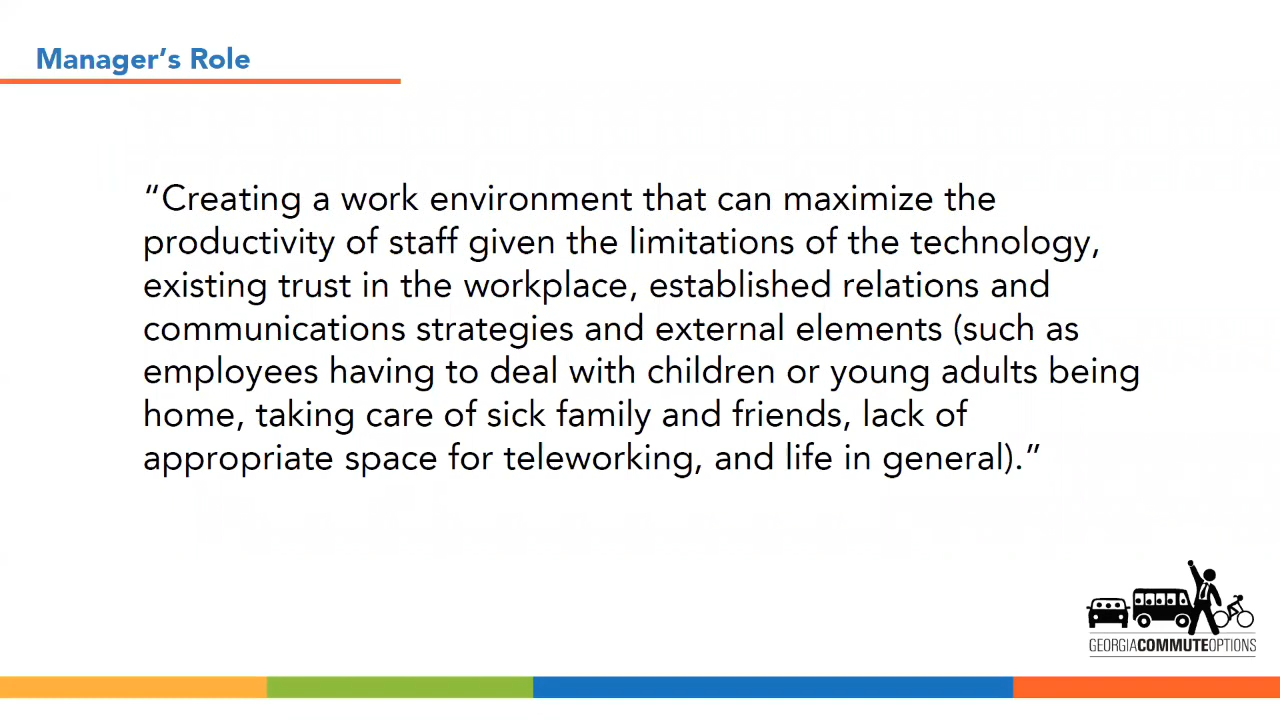 Manager’s Role
“Creating a work environment that can maximize the
productivity of staff given the limitations of the technology,
existing trust in the workplace, established relations and
communications strategies and external elements (such as
employees having to deal with children or young adults being
home, taking care of sick family and friends, lack of
appropriate space for teleworking, and life in general).”
GEORGIACOMMUTEOPTIONS